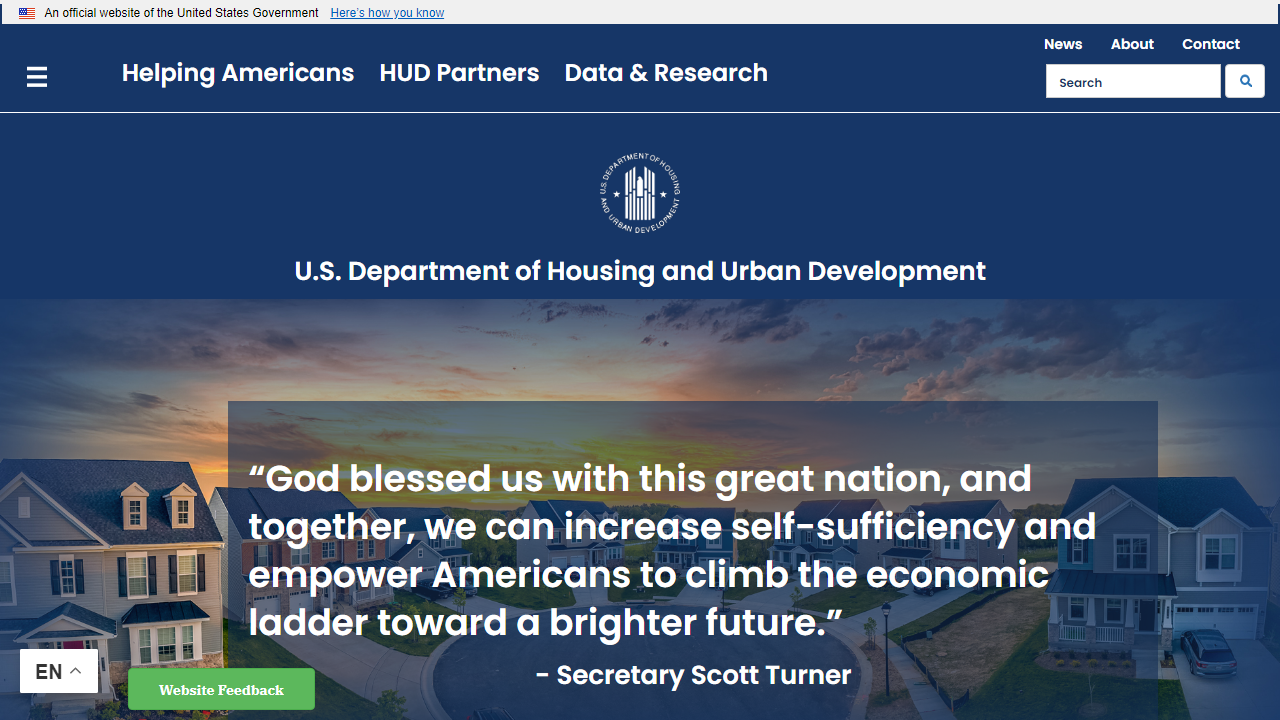 An official website of the United States Government Here's how you know
News About Contact
Helping Americans HUD Partners Data & Research
Search
U.S. DEPARTMENT OF HOUSING AND URBAN DEVELOPMENT
U.S. Department of Housing and Urban Development
“God blessed us with this great nation, and
together, we can increase self-sufficiency and
empower Americans to climb the economic
ladder toward a brighter future.”
- Secretary Scott Turner
EN
Website Feedback